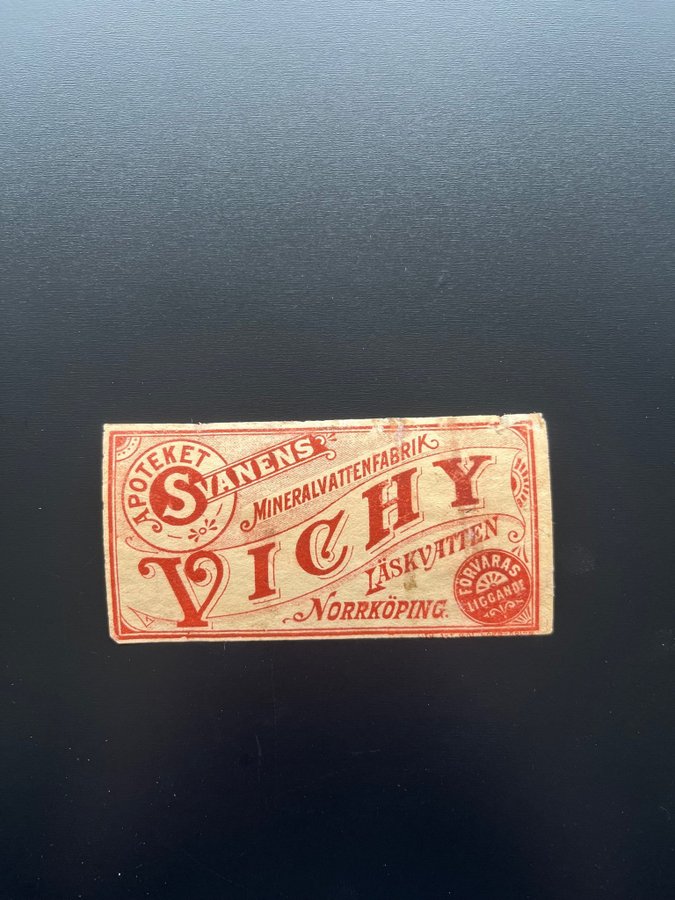 APOTEKET
SVANENS
MINERALVATTENFABRIK
VICHY
LÄSKVATTEN
NORRKÖPING.
FÖRVARAS
LIGGANDE